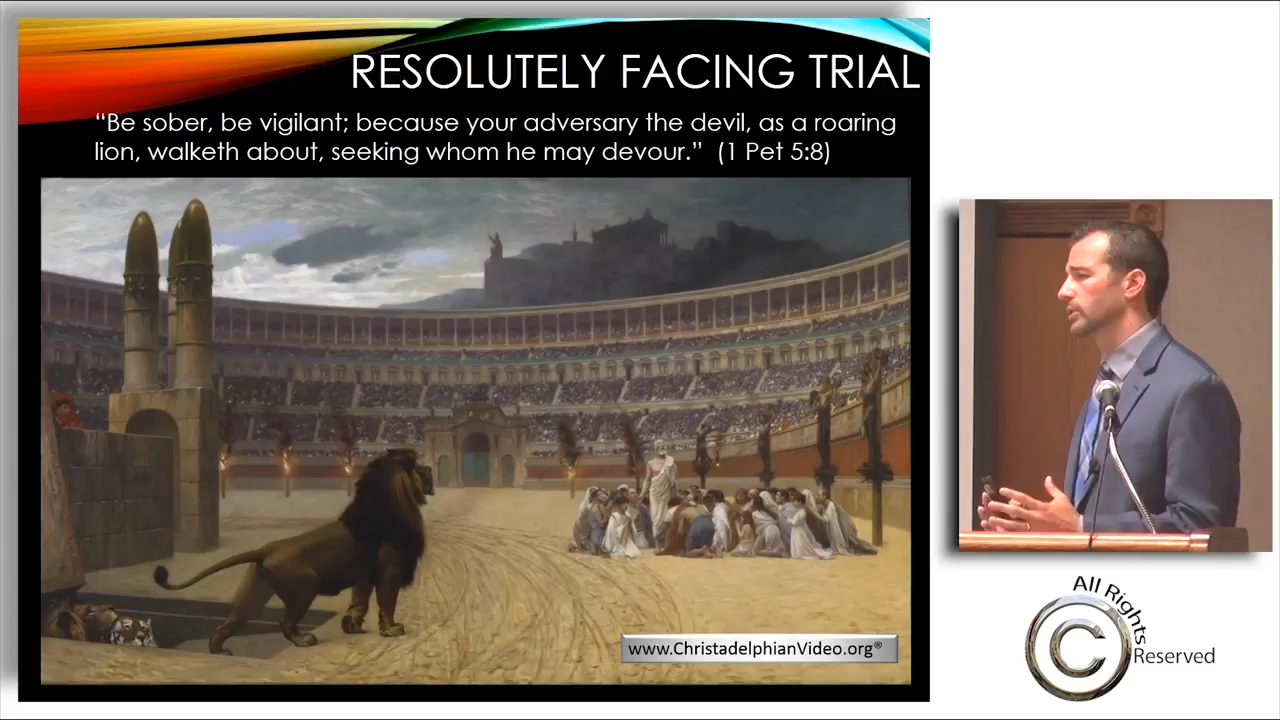 RESOLUTELY FACING TRIAL
“Be sober, be vigilant; because your adversary the devil, as a roaring
lion, walketh about, seeking whom he may devour.” (1 Pet 5:8)
www.ChristadelphianVideo.org®
All Rights
C
Reserved